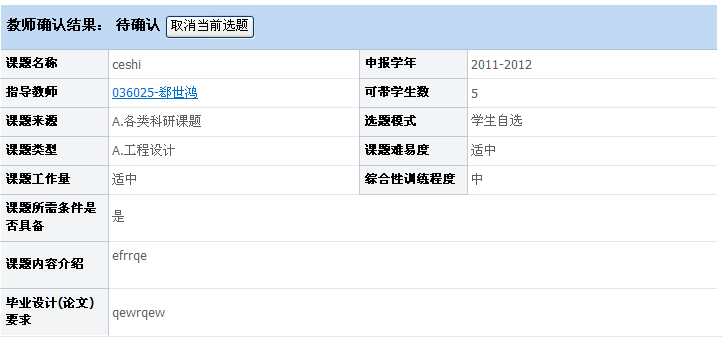 教师确认结果： 待确认 取消当前选题
课题名称 ceshi 申报学年 2011-2012
指导教师 036025-郄世鸿 可带学生数 5
课题来源 A.各类科研课题 选题模式 学生自选
课题类型 A.工程设计 课题难易度 适中
课题工作量 适中 综合性训练程度 中
课题所需条件是
否具备 是
课题内容介绍 efrrqe
毕业设计(论文)
要求 qewrqew